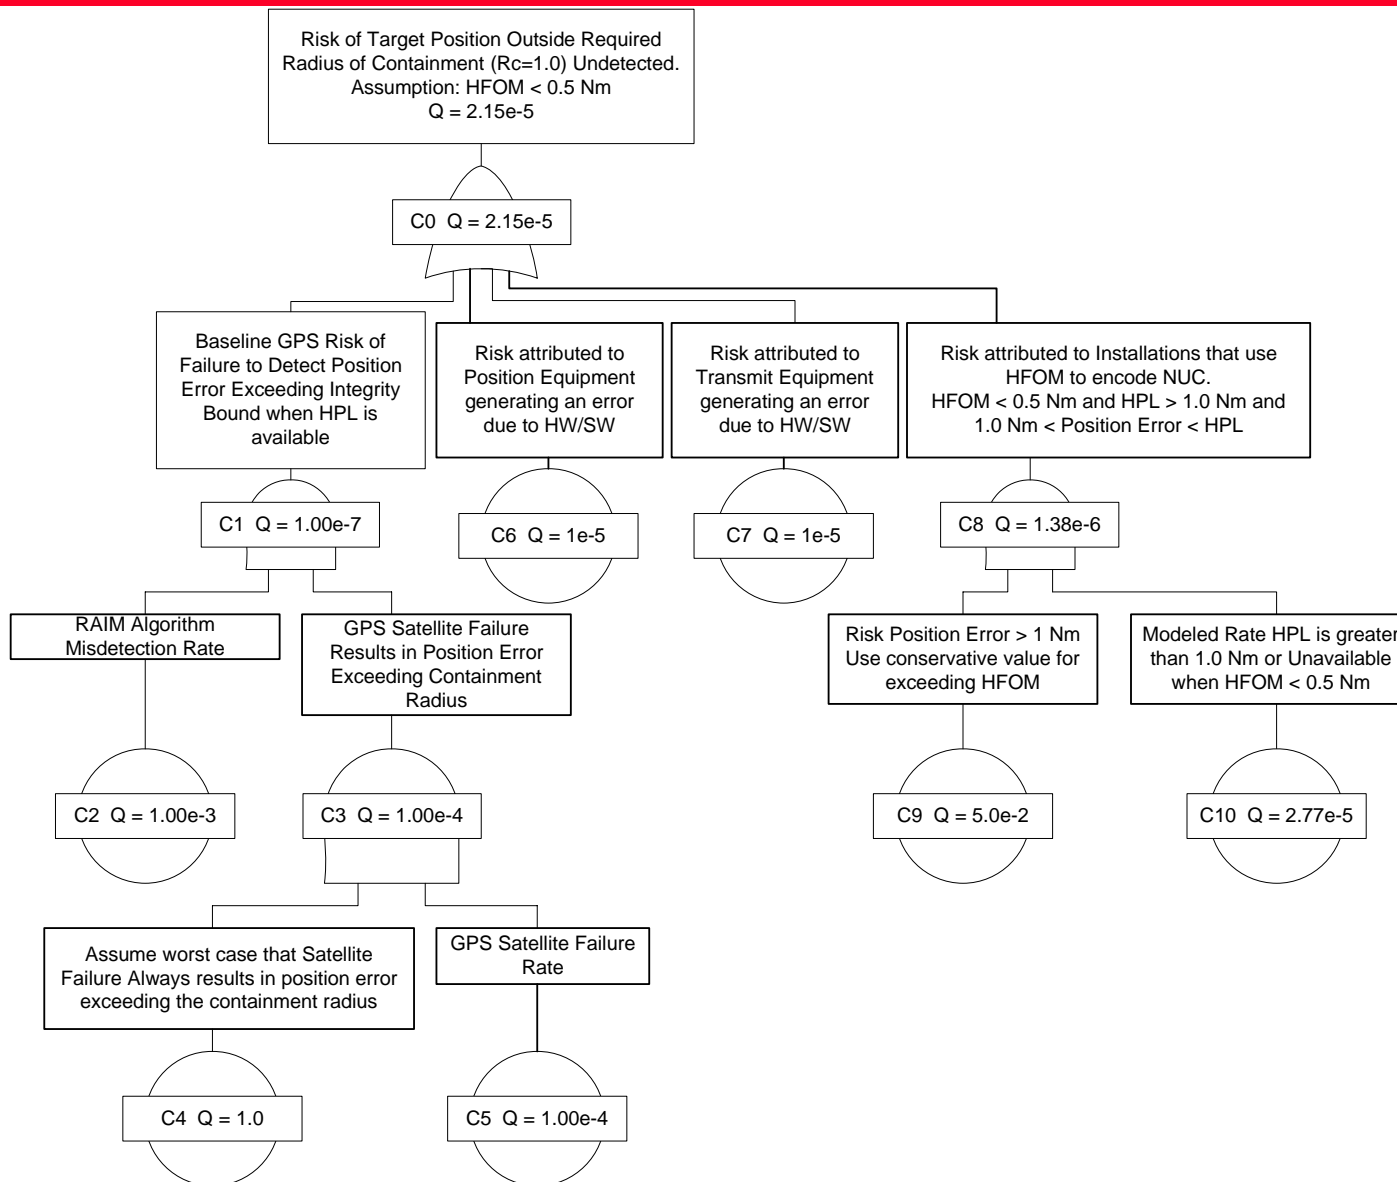 Risk of Target Position Outside Required
Radius of Containment (Rc=1.0) Undetected.
Assumption: HFOM < 0.5 Nm
Q = 2.15e-5
C0 Q = 2.15e-5
Baseline GPS Risk of
Failure to Detect Position
Error Exceeding Integrity
Bound when HPL is
available
Risk attributed to
Position Equipment
generating an error
due to HW/SW
Risk attributed to
Transmit Equipment
generating an error
due to HW/SW
Risk attributed to Installations that use
HFOM to encode NUC.
HFOM < 0.5 Nm and HPL > 1.0 Nm and
1.0 Nm < Position Error < HPL
C1 Q = 1.00e-7
C6 Q = 1e-5
C7 Q = 1e-5
C8 Q = 1.38e-6
RAIM Algorithm
Misdetection Rate
GPS Satellite Failure
Results in Position Error
Exceeding Containment
Radius
Risk Position Error > 1 Nm
Use conservative value for
exceeding HFOM
Modeled Rate HPL is greater
than 1.0 Nm or Unavailable
when HFOM < 0.5 Nm
C2 Q = 1.00e-3
C3 Q = 1.00e-4
C9 Q = 5.0e-2
C10 Q = 2.77e-5
Assume worst case that Satellite
Failure Always results in position error
exceeding the containment radius
GPS Satellite Failure
Rate
C4 Q = 1.0
C5 Q = 1.00e-4